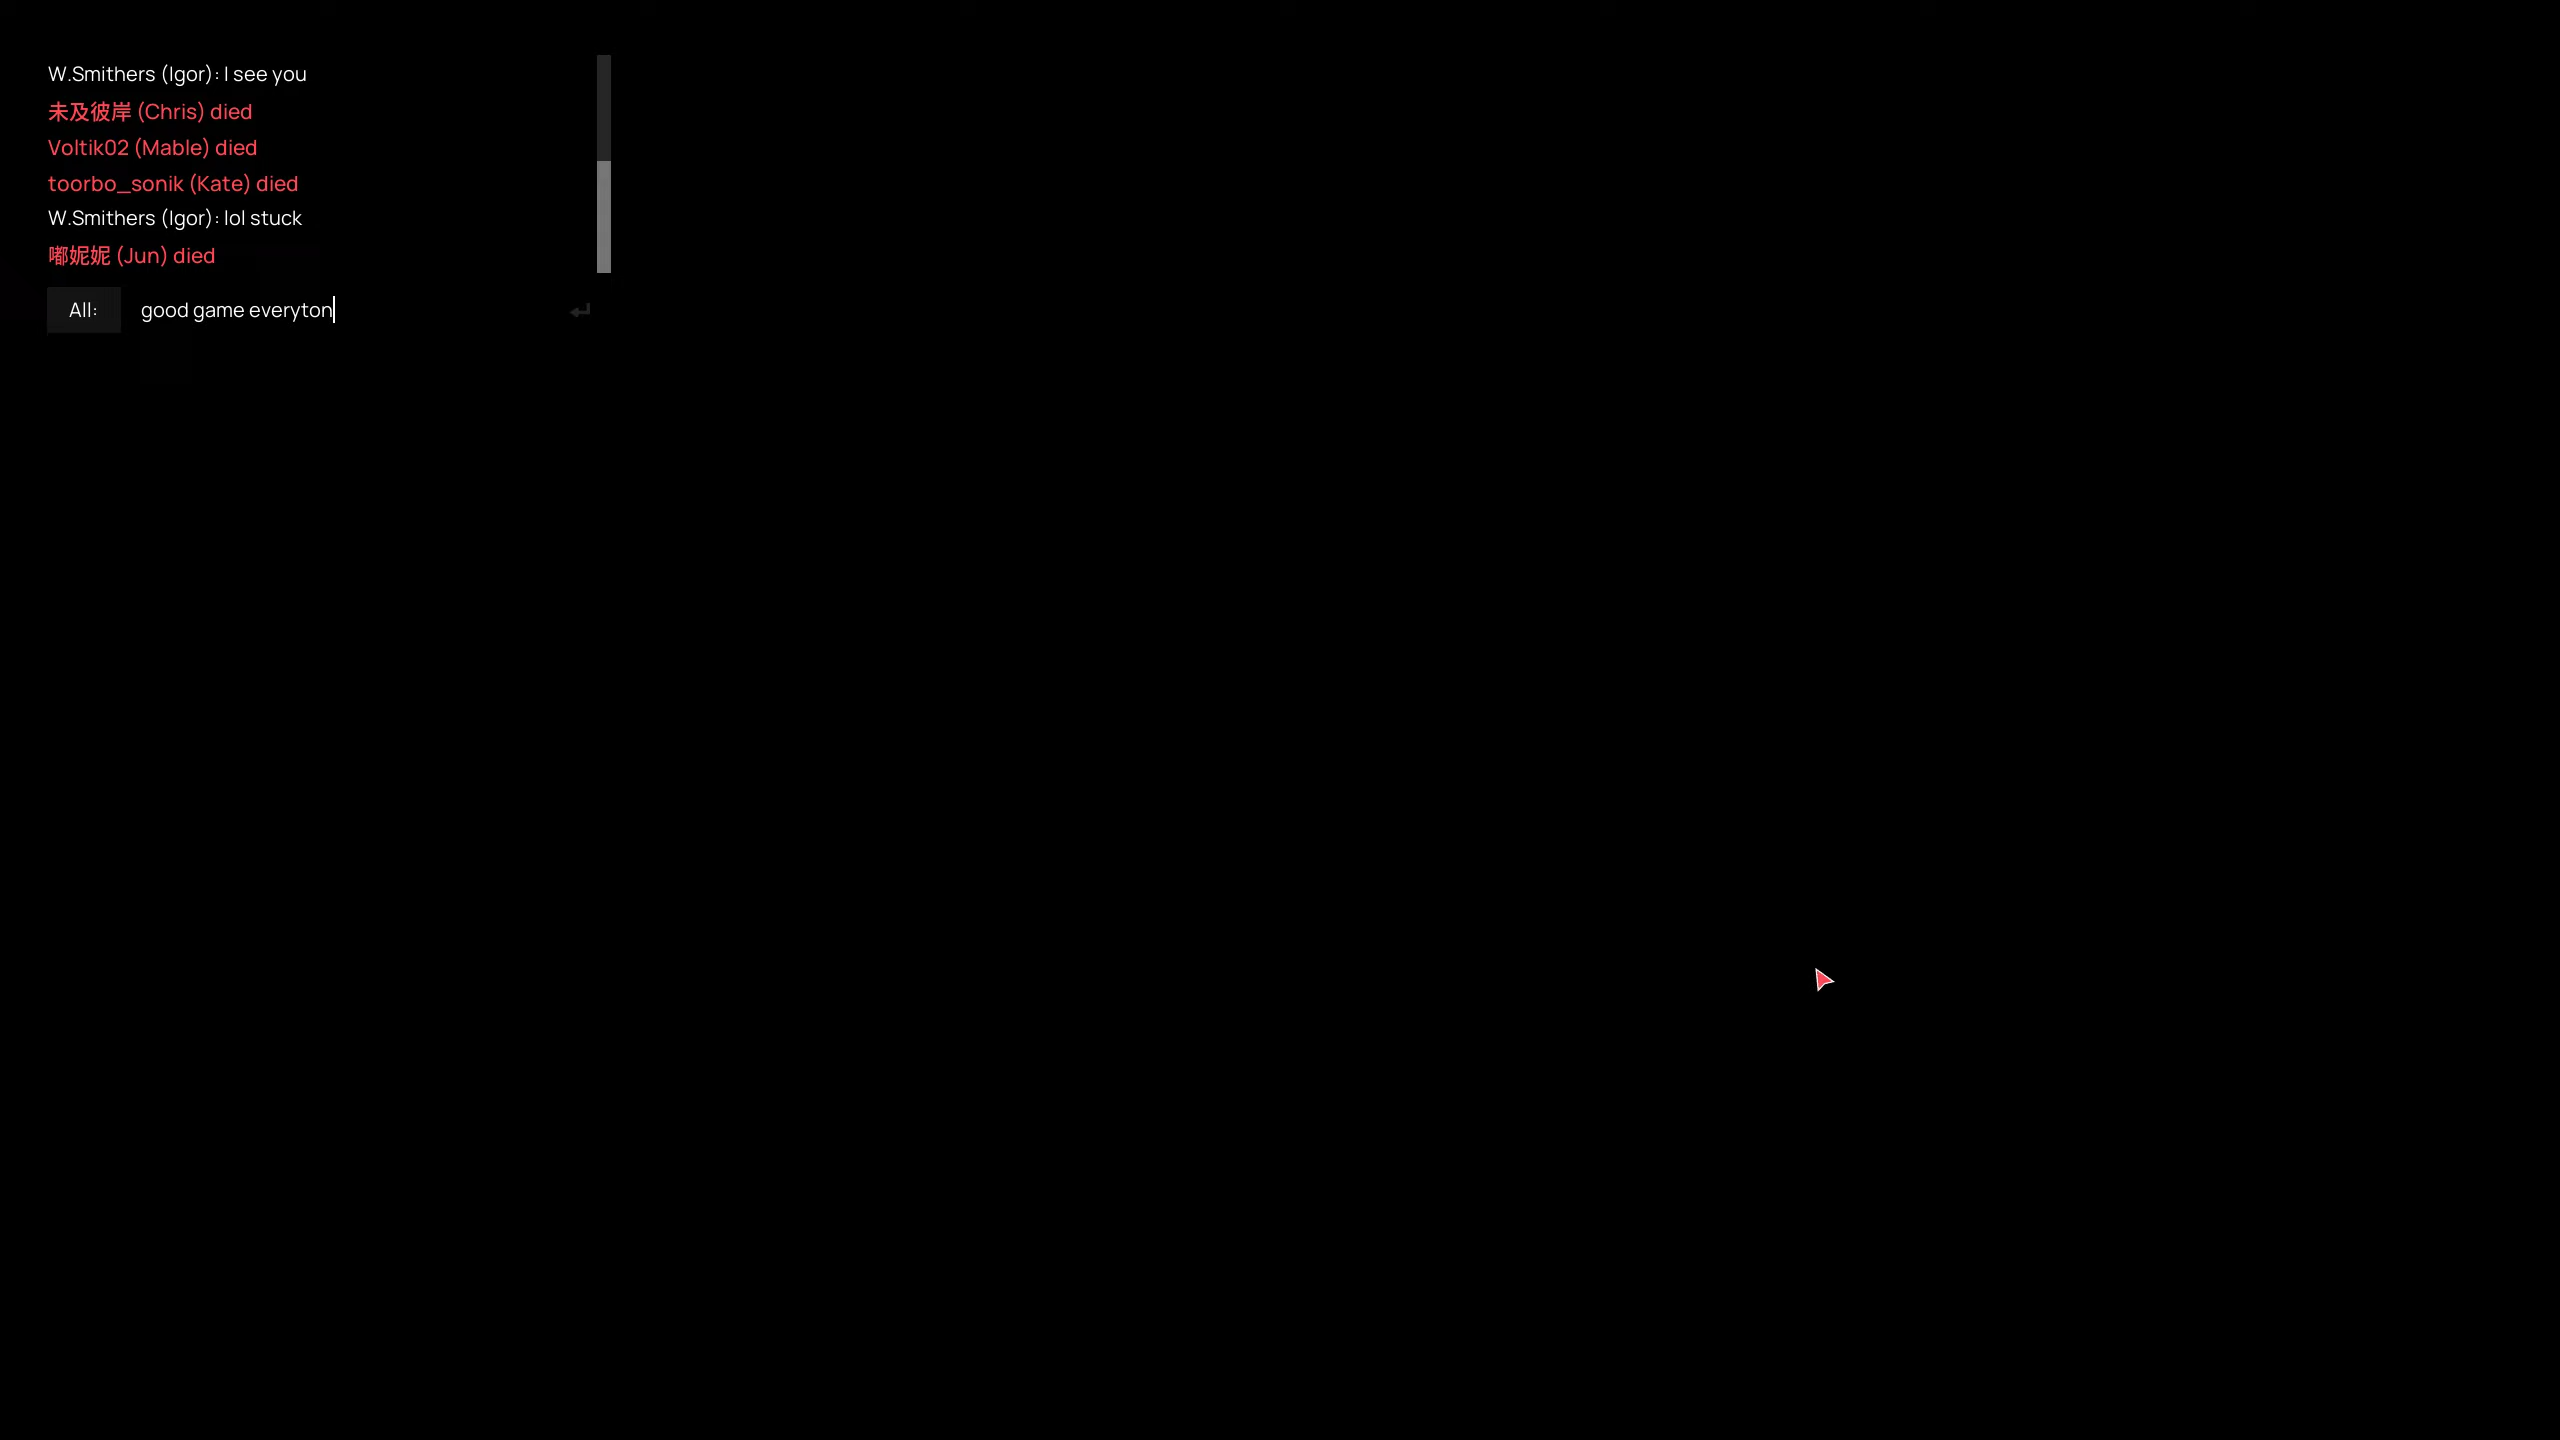 W.Smithers (Igor): I see you
未及彼岸 (Chris) died
Voltik02 (Mable) died
toorbo_sonik (Kate) died
W.Smithers (Igor): lol stuck
嘟妮妮 (Jun) died
All: good game everyton